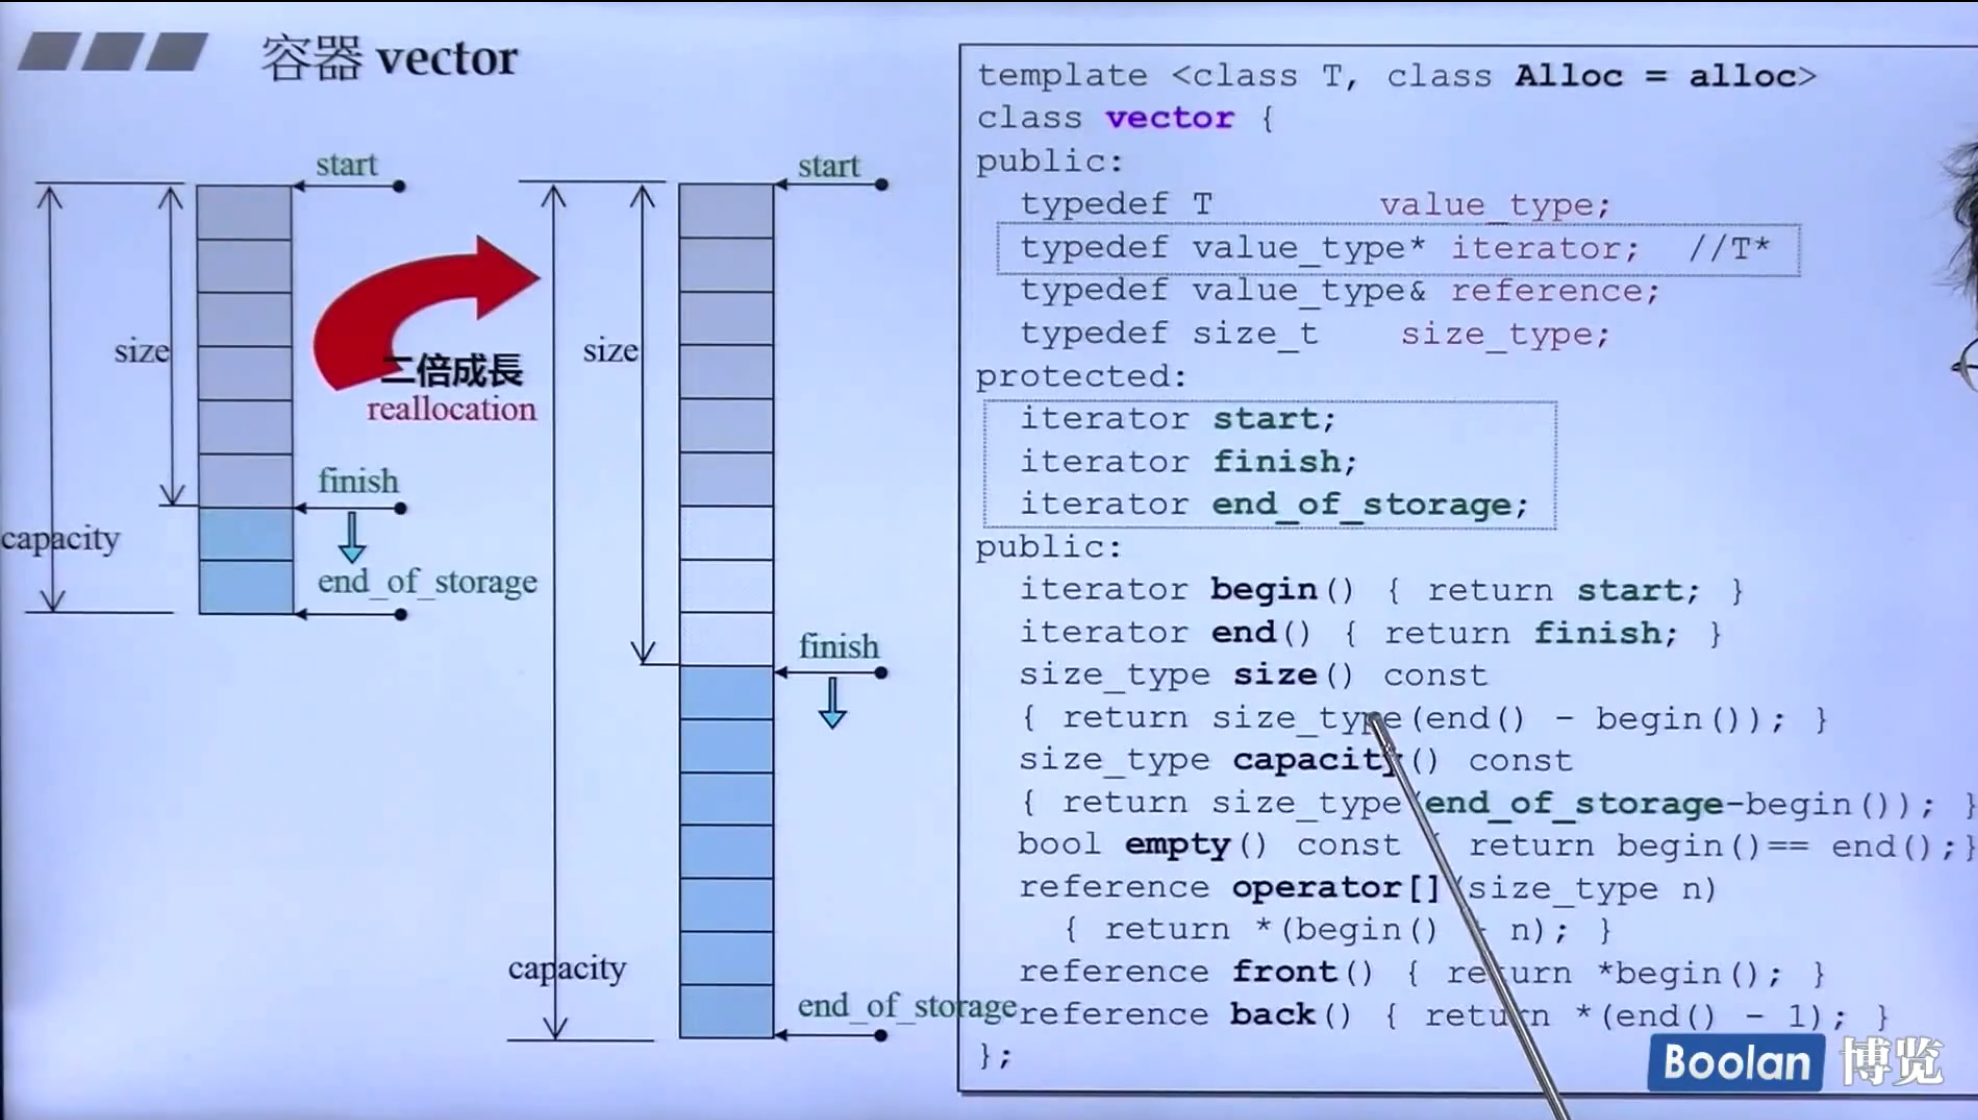 容器 vector
start
size
finish
capacity
end_of_storage
二倍成長
reallocation
start
size
finish
capacity
end_of_storage
template <class T, class Alloc = alloc>
class vector {
public:
typedef T value_type;
typedef value_type* iterator; //T*
typedef value_type& reference;
typedef size_t size_type;
protected:
iterator start;
iterator finish;
iterator end_of_storage;
public:
iterator begin() { return start; }
iterator end() { return finish; }
size_type size() const
{ return size_type(end() - begin()); }
size_type capacity() const
{ return size_type(end_of_storage-begin()); }
bool empty() const { return begin()== end();}
reference operator[](size_type n)
{ return *(begin() + n); }
reference front() { return *begin(); }
reference back() { return *(end() - 1); }
};
Boolan 博览